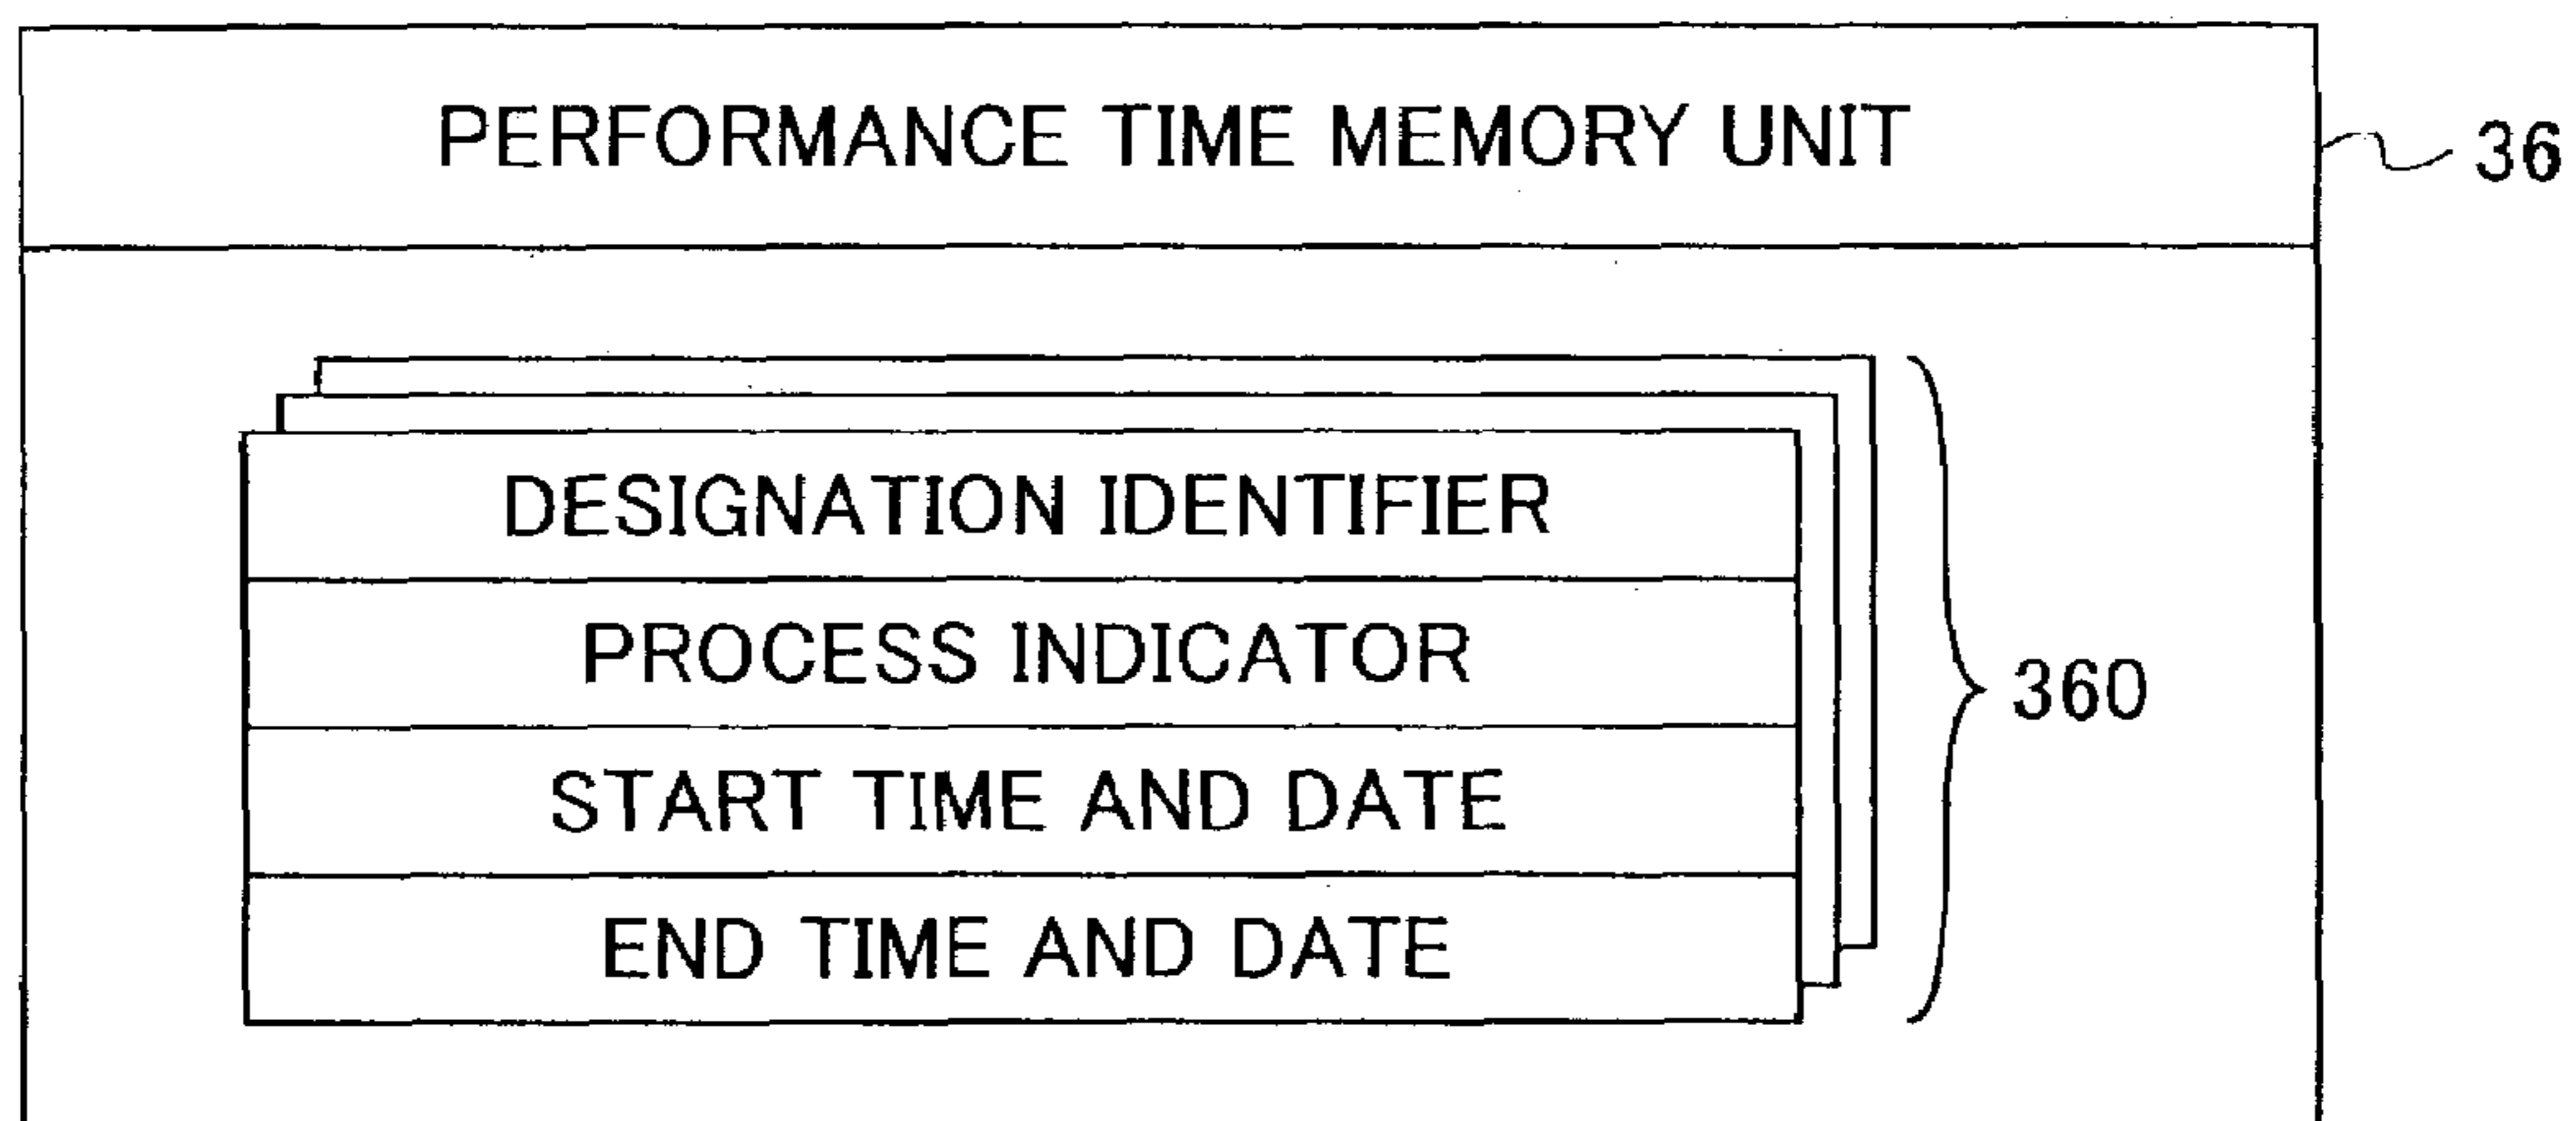 PERFORMANCE TIME MEMORY UNIT
36
DESIGNATION IDENTIFIER
PROCESS INDICATOR
360
START TIME AND DATE
END TIME AND DATE